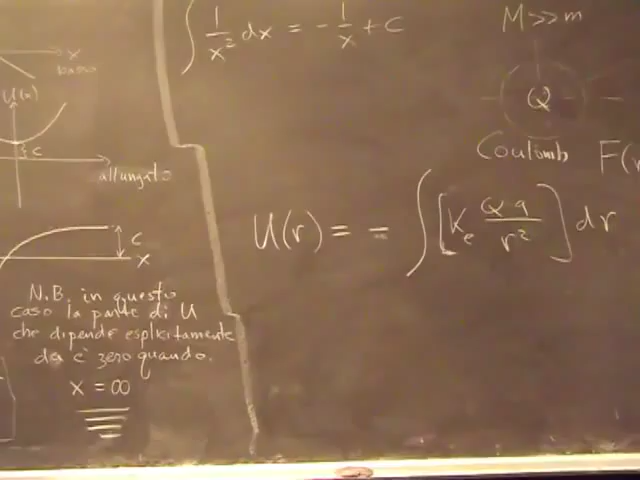 x
U(x)
c
allungato
c
x
N.B. in questo
caso la parte di U
che dipende esplicitamente
da è zero quando.
x = ∞
∫ 1/x² dx = - 1/x + C
M >> m
Q
Coulomb F(r
U(r) = - ∫ [Ke Qq/r²] dr